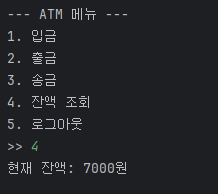 --- ATM 메뉴 ---
1. 입금
2. 출금
3. 송금
4. 잔액 조회
5. 로그아웃
>> 4
현재 잔액: 7000원